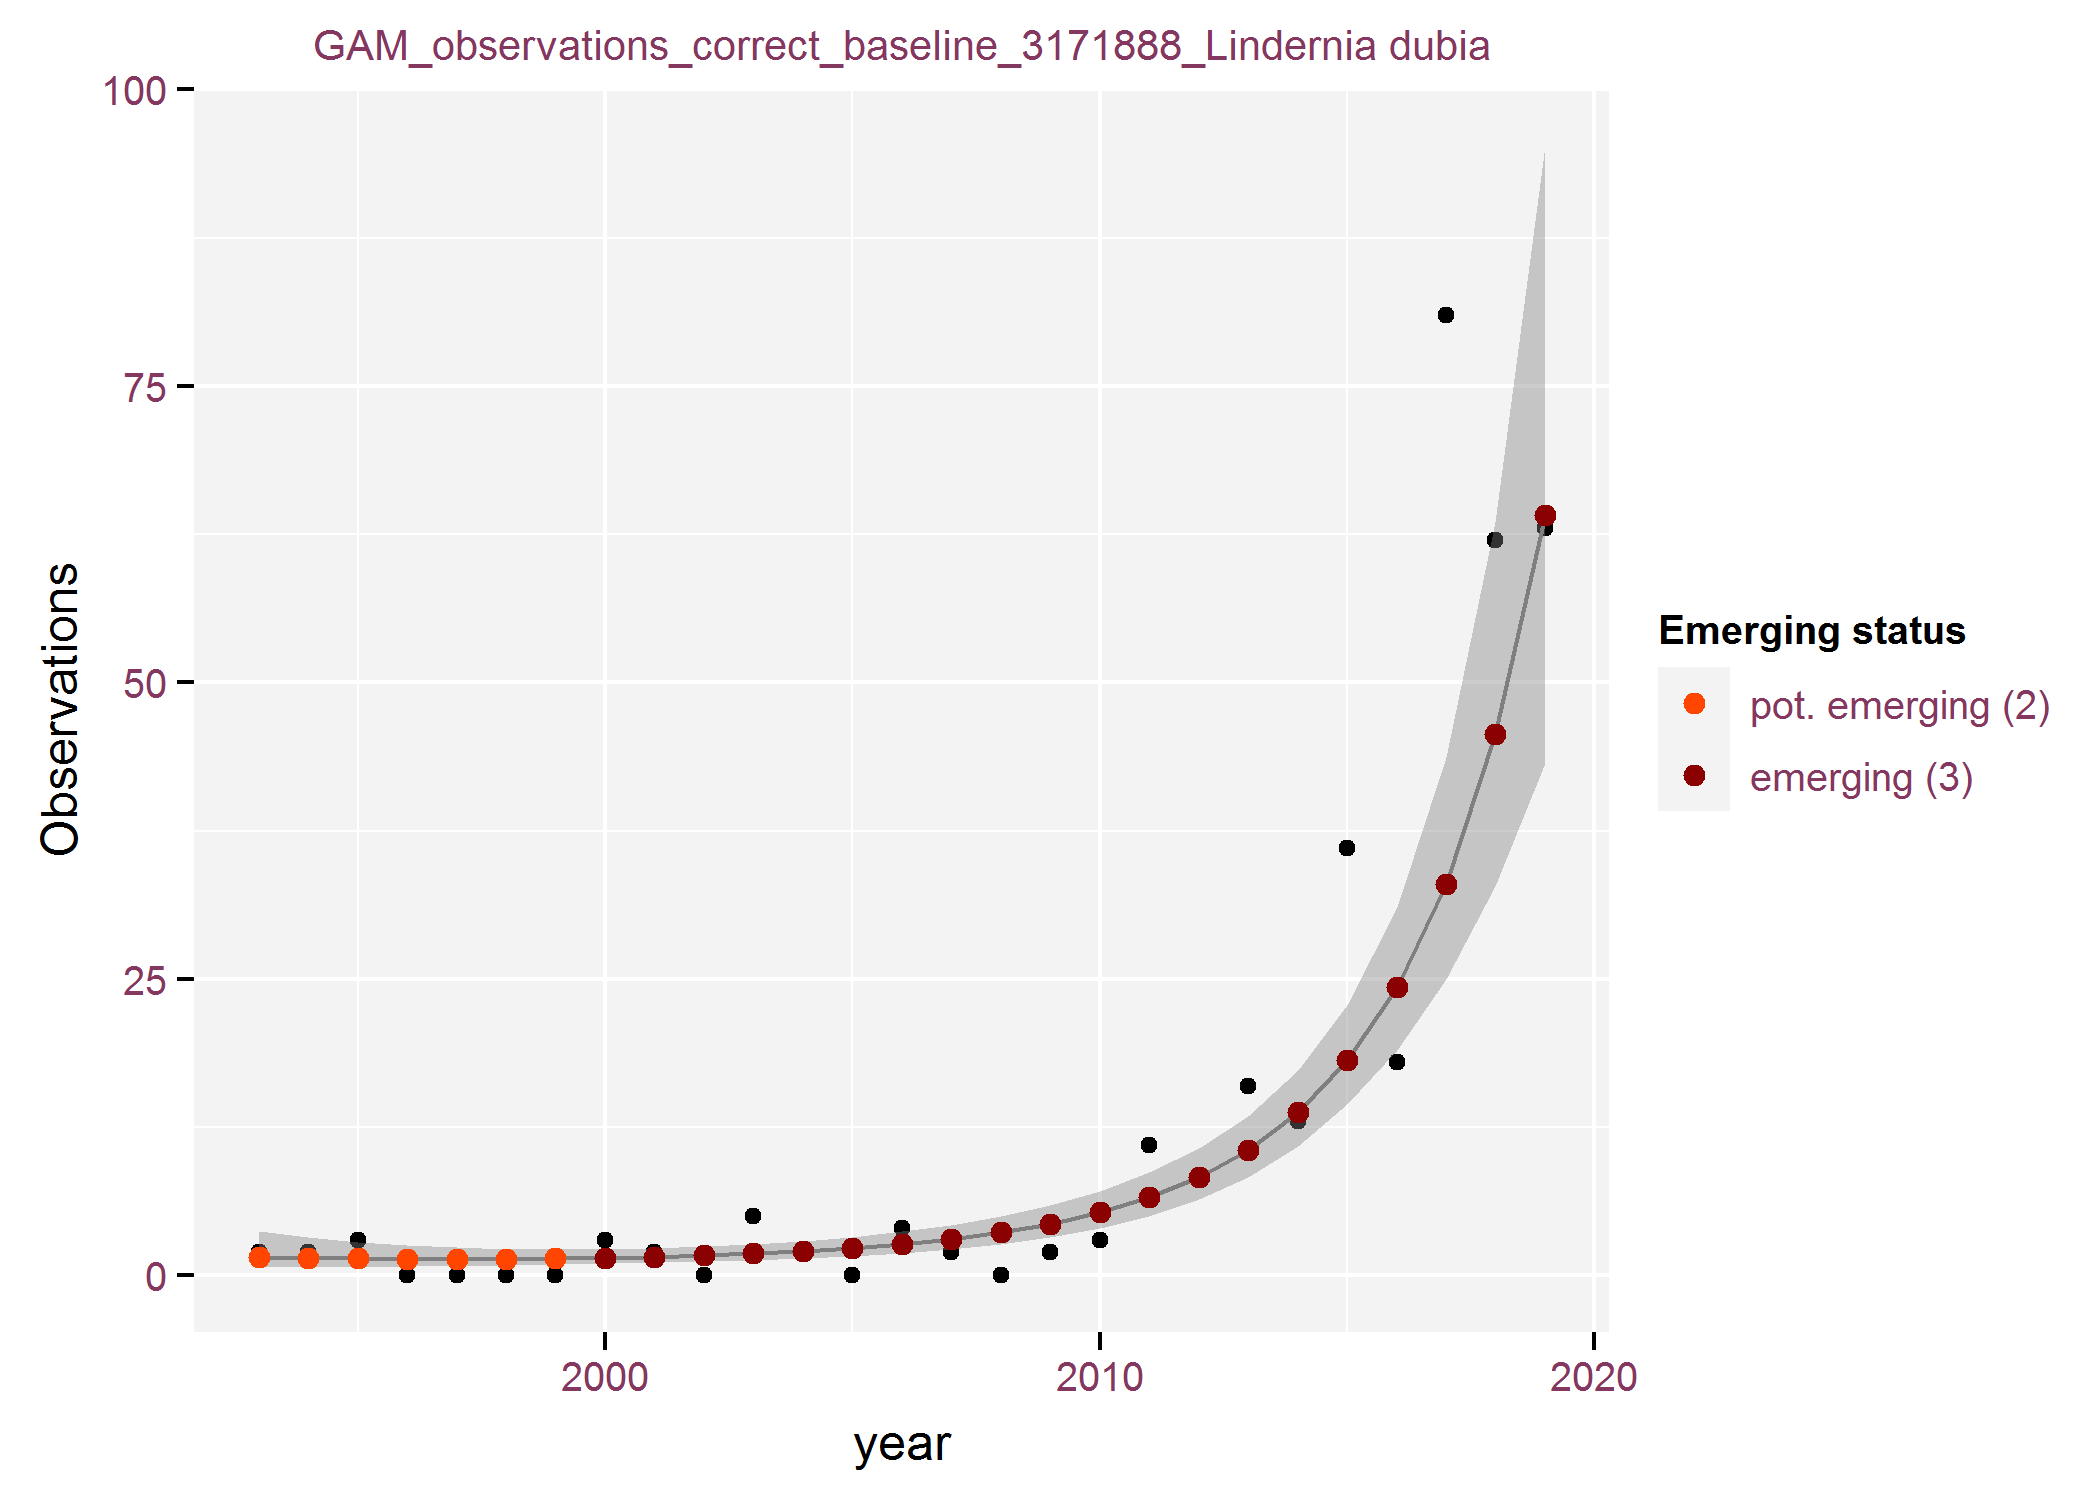 GAM_observations_correct_baseline_3171888_Lindernia dubia
100
75
50
25
0
Observations
2000
2010
2020
year
Emerging status
pot. emerging (2)
emerging (3)